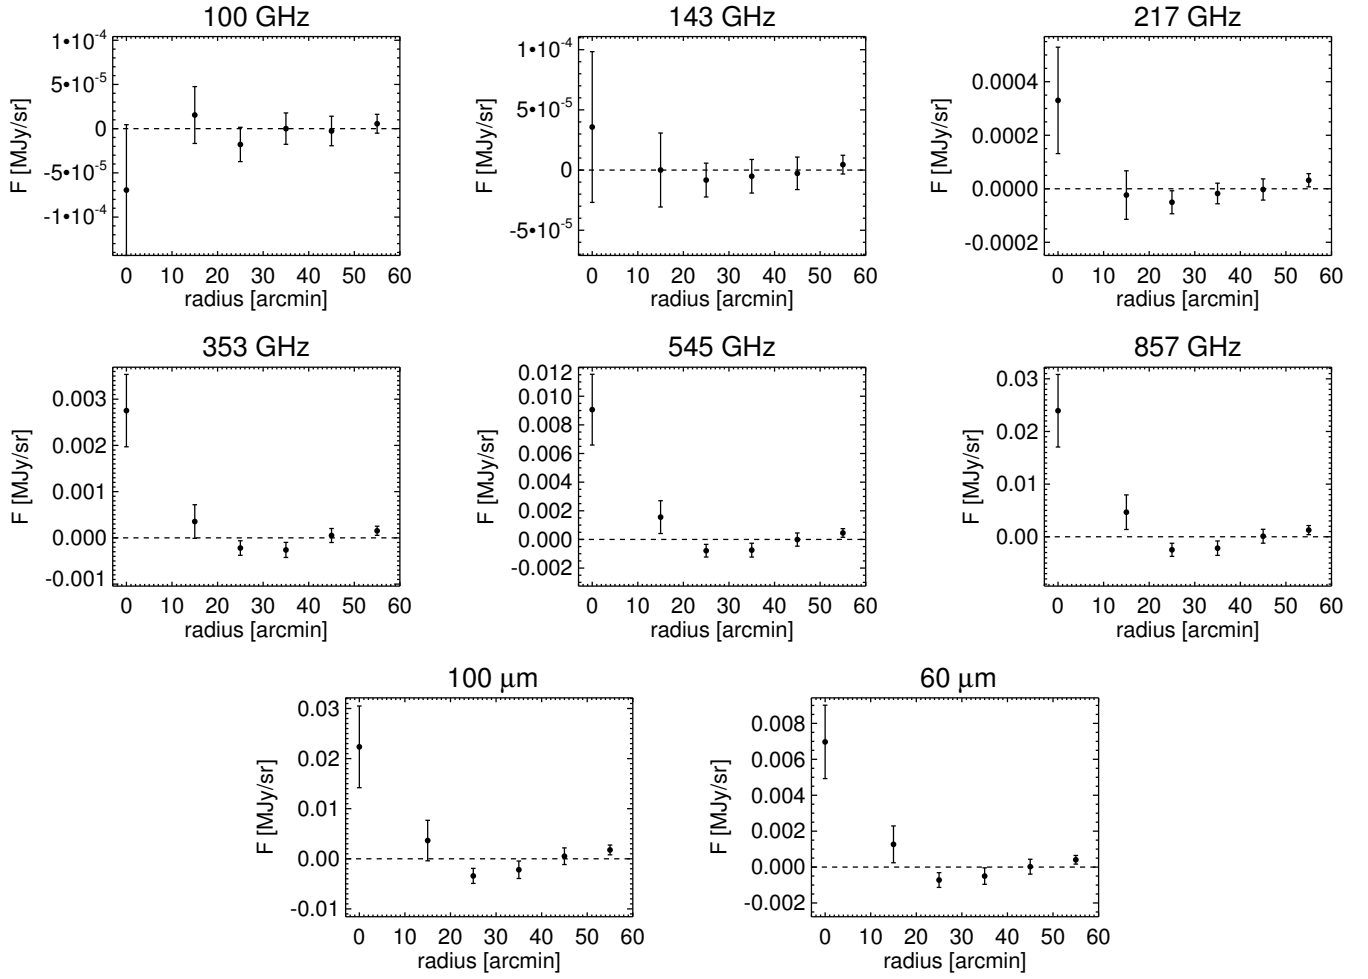 100 GHz
1•10⁻⁴
5•10⁻⁵
0
-5•10⁻⁵
-1•10⁻⁴
F [MJy/sr]
0 10 20 30 40 50 60
radius [arcmin]
143 GHz
1•10⁻⁴
5•10⁻⁵
0
-5•10⁻⁵
F [MJy/sr]
0 10 20 30 40 50 60
radius [arcmin]
217 GHz
0.0004
0.0002
0.0000
-0.0002
F [MJy/sr]
0 10 20 30 40 50 60
radius [arcmin]
353 GHz
0.003
0.002
0.001
0.000
-0.001
F [MJy/sr]
0 10 20 30 40 50 60
radius [arcmin]
545 GHz
0.012
0.010
0.008
0.006
0.004
0.002
0.000
-0.002
F [MJy/sr]
0 10 20 30 40 50 60
radius [arcmin]
857 GHz
0.03
0.02
0.01
0.00
F [MJy/sr]
0 10 20 30 40 50 60
radius [arcmin]
100 μm
0.03
0.02
0.01
0.00
-0.01
F [MJy/sr]
0 10 20 30 40 50 60
radius [arcmin]
60 μm
0.008
0.006
0.004
0.002
0.000
-0.002
F [MJy/sr]
0 10 20 30 40 50 60
radius [arcmin]